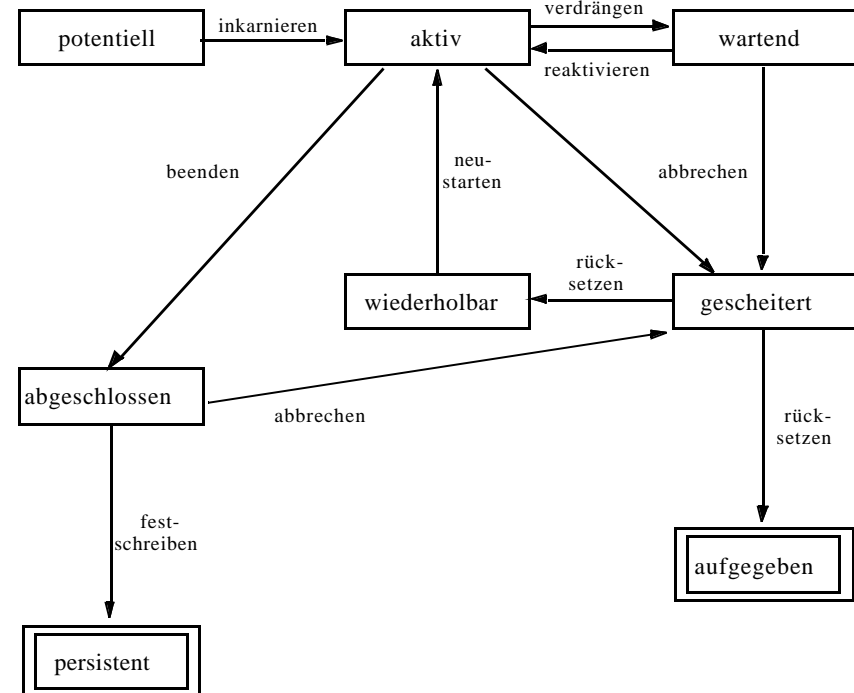 potentiell
inkarnieren
aktiv
verdrängen
wartend
reaktivieren
beenden
neu-
starten
abbrechen
rück-
setzen
wiederholbar
gescheitert
abgeschlossen
abbrechen
rück-
setzen
fest-
schreiben
aufgegeben
persistent